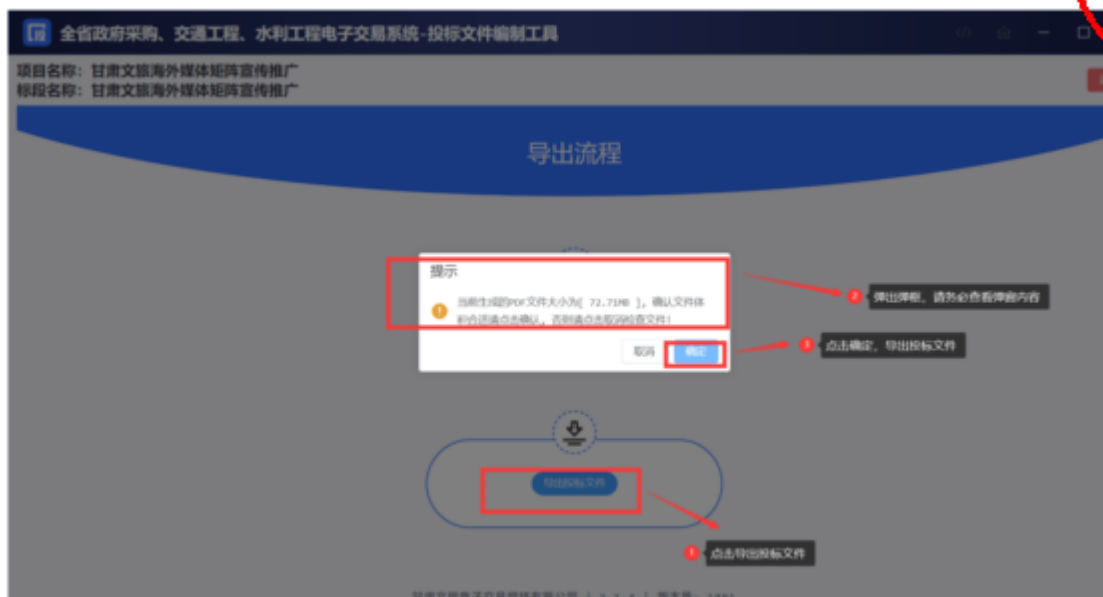 投 全省政府采购、交通工程、水利工程电子交易系统-投标文件编制工具
项目名称：甘肃文旅海外媒体矩阵宣传推广
标段名称：甘肃文旅海外媒体矩阵宣传推广
导出流程
提示
当前生成的PDF文件大小为[ 72.71MB ]，确认文件体
积合适请点击确认，否则请点击取消检查文件！
2 弹出弹框，请务必查看弹窗内容
取消 确定
3 点击确定，导出投标文件
导出投标文件
1 点击导出投标文件